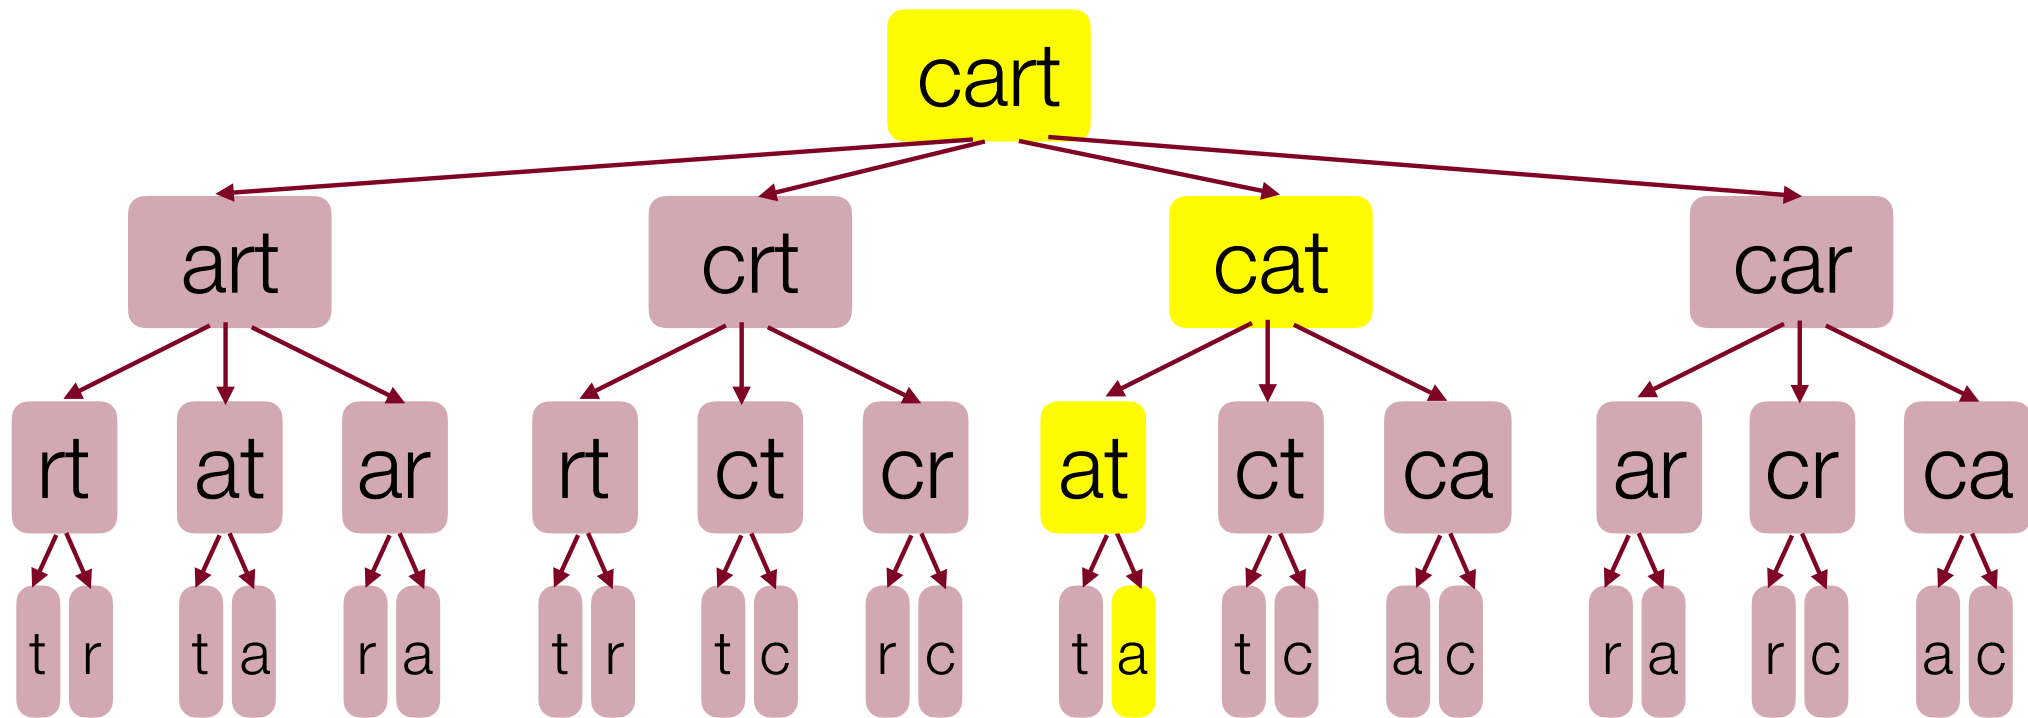 cart
art crt cat car
rt at ar rt ct cr at ct ca ar cr ca
t r t a r a t r t c r c t a t c a c r a r c a c